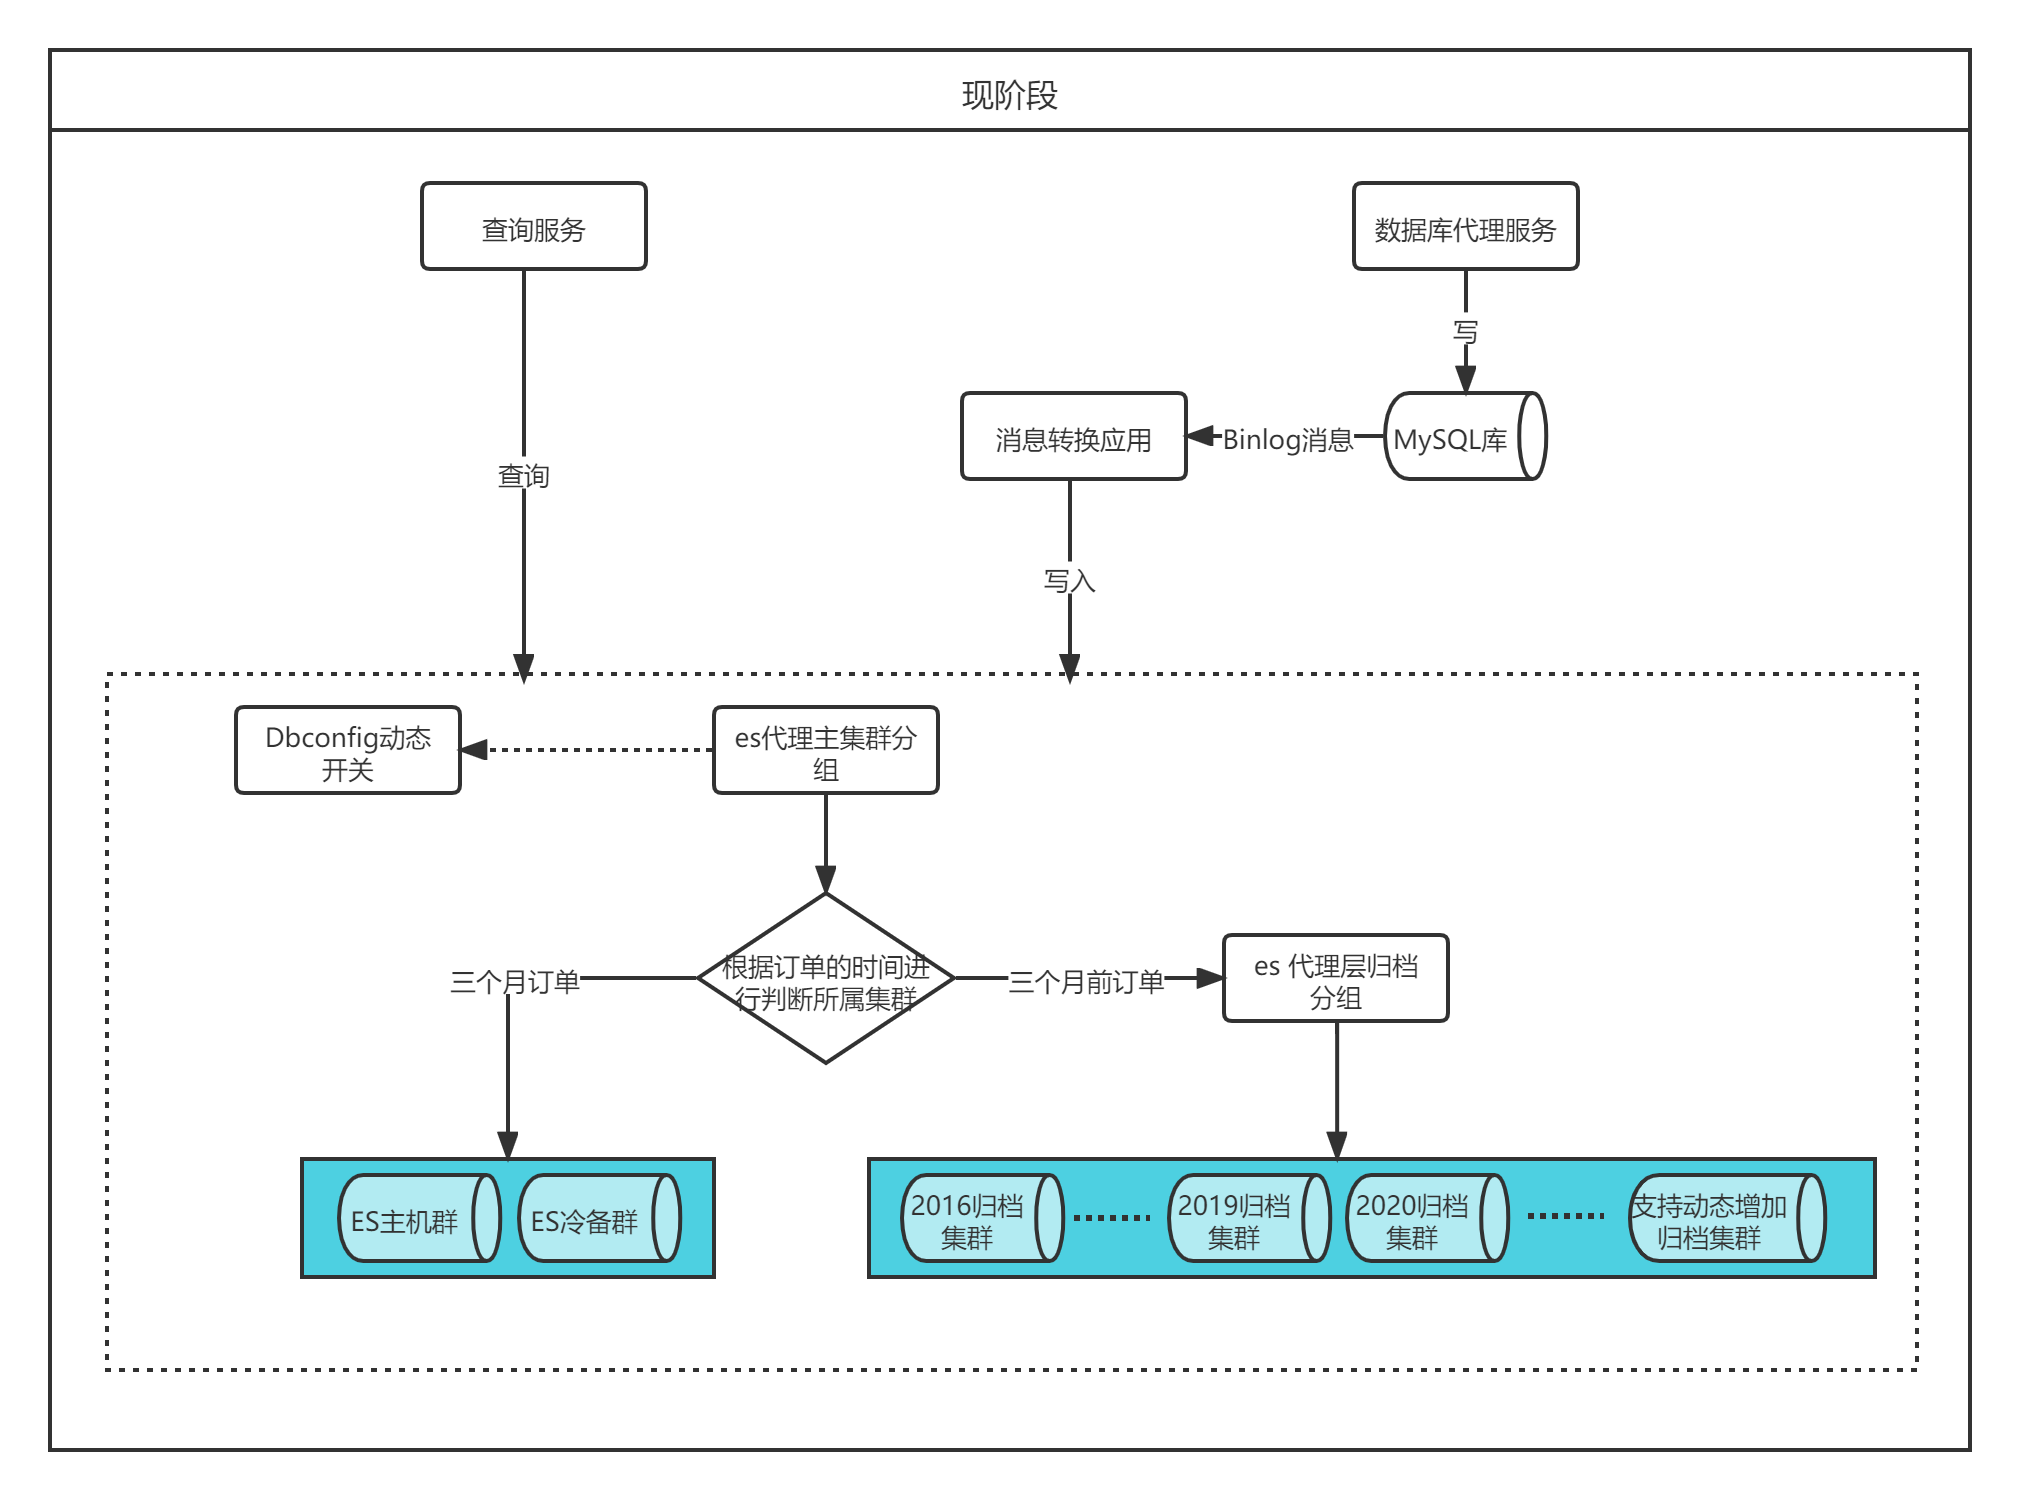 现阶段
查询服务
数据库代理服务
写
消息转换应用
Binlog消息
MySQL库
查询
写入
Dbconfig动态
开关
es代理主集群分
组
三个月订单
根据订单的时间进
行判断所属集群
三个月前订单
es 代理层归档
分组
ES主机群
ES冷备群
2016归档
集群
2019归档
集群
2020归档
集群
支持动态增加
归档集群